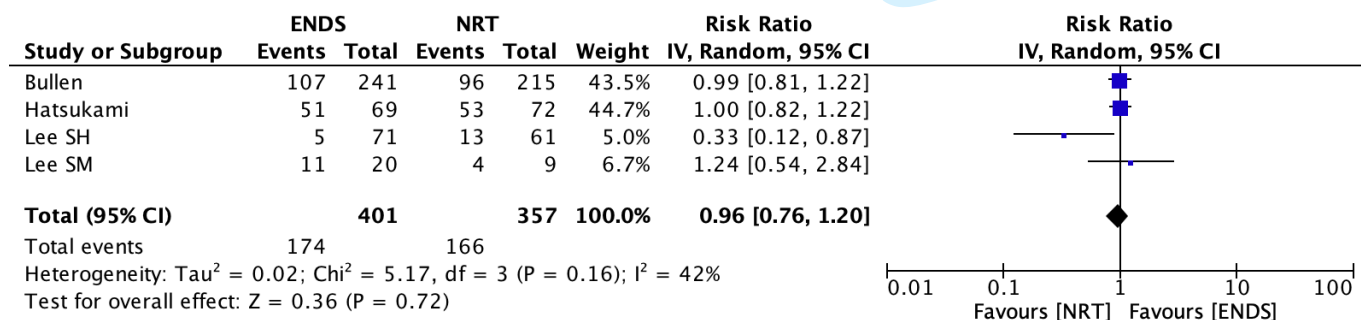 ENDS NRT Risk Ratio Risk Ratio
Study or Subgroup Events Total Events Total Weight IV, Random, 95% CI IV, Random, 95% CI
Bullen 107 241 96 215 43.5% 0.99 [0.81, 1.22]
Hatsukami 51 69 53 72 44.7% 1.00 [0.82, 1.22]
Lee SH 5 71 13 61 5.0% 0.33 [0.12, 0.87]
Lee SM 11 20 4 9 6.7% 1.24 [0.54, 2.84]
Total (95% CI) 401 357 100.0% 0.96 [0.76, 1.20]
Total events 174 166
Heterogeneity: Tau² = 0.02; Chi² = 5.17, df = 3 (P = 0.16); I² = 42%
Test for overall effect: Z = 0.36 (P = 0.72)
0.01 0.1 1 10 100
Favours [NRT] Favours [ENDS]